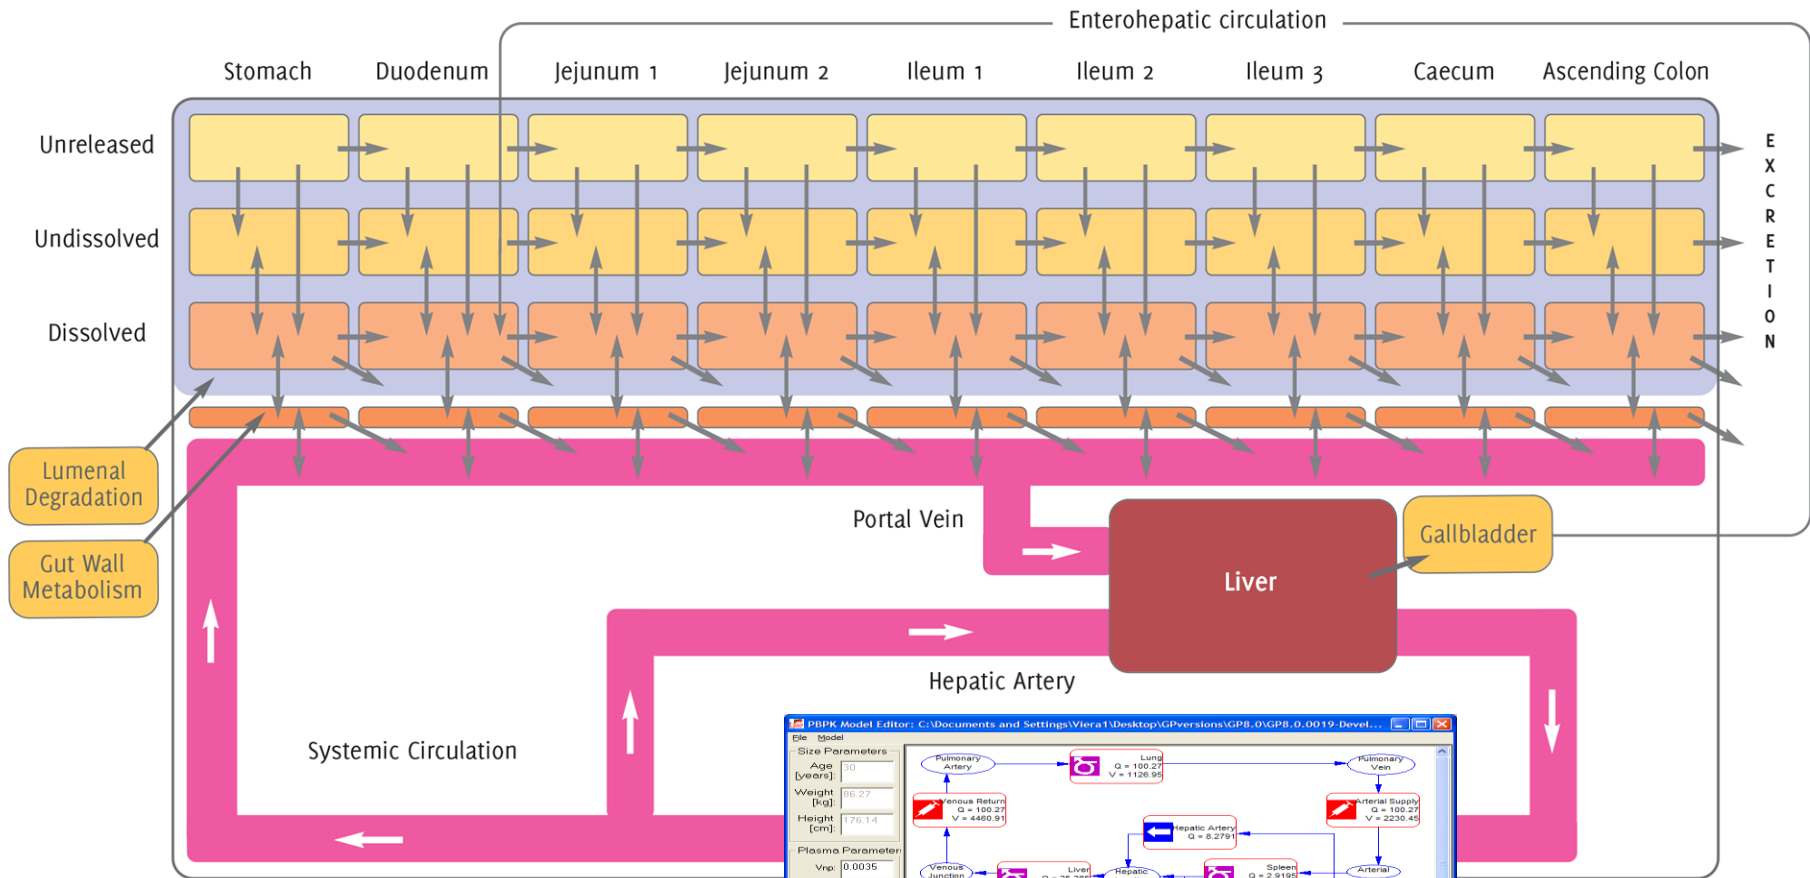 Enterohepatic circulation
Stomach Duodenum Jejunum 1 Jejunum 2 Ileum 1 Ileum 2 Ileum 3 Caecum Ascending Colon
Unreleased
Undissolved
Dissolved
EXCRETION
Lumenal
Degradation
Gut Wall
Metabolism
Portal Vein
Liver
Gallbladder
Hepatic Artery
Systemic Circulation
PBPK Model Editor: C:\Documents and Settings\Viera1\Desktop\GPversions\GP8.0\GP8.0.0019-Devel...
File Model
Size Parameters
Age
[years]: 30
Weight
[kg]: 86.27
Height
[cm]: 176.14
Plasma Parameter
Vnp: 0.0035
Pulmonary
Artery
Lung
Q = 100.27
V = 1126.95
Pulmonary
Vein
Venous Return
Q = 100.27
V = 4460.91
Arterial Supply
Q = 100.27
V = 2230.45
Hepatic Artery
Q = 8.2791
Venous
Junction
Liver
Hepatic
Spleen
Q = 2.9195
Arterial